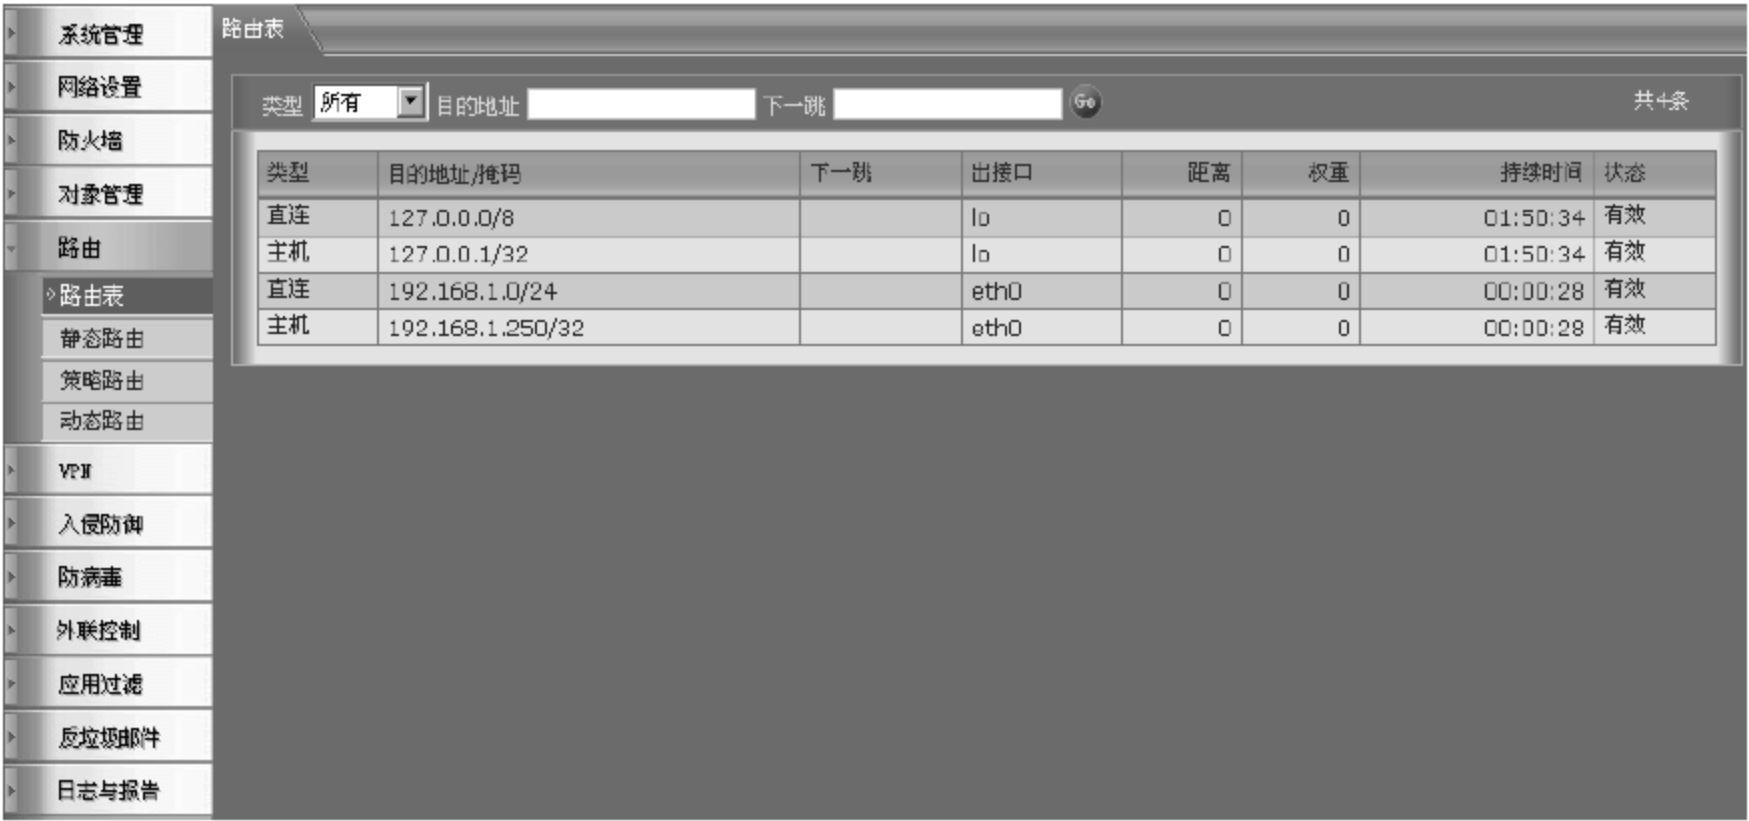 系统管理
网络设置
防火墙
对象管理
路由
路由表
静态路由
策略路由
动态路由
VPN
入侵防御
防病毒
外联控制
应用过滤
反垃圾邮件
日志与报告
路由表
类型 所有 目的地址 下一跳 Go 共4条
类型 目的地址/掩码 下一跳 出接口 距离 权重 持续时间 状态
直连 127.0.0.0/8 lo 0 0 01:50:34 有效
主机 127.0.0.1/32 lo 0 0 01:50:34 有效
直连 192.168.1.0/24 eth0 0 0 00:00:28 有效
主机 192.168.1.250/32 eth0 0 0 00:00:28 有效